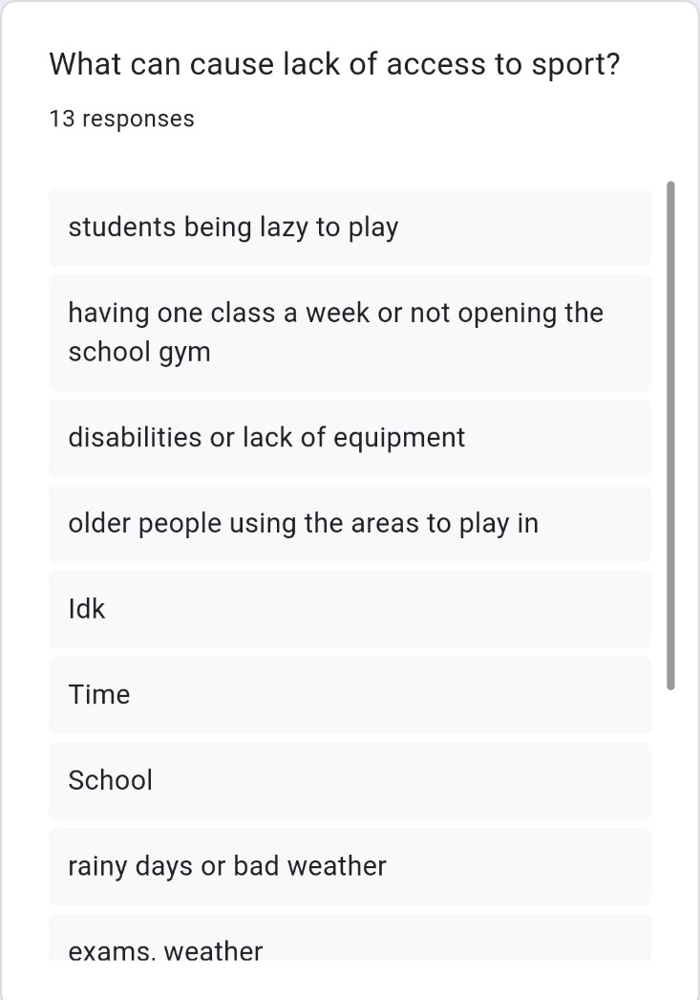 What can cause lack of access to sport?
13 responses
students being lazy to play
having one class a week or not opening the
school gym
disabilities or lack of equipment
older people using the areas to play in
Idk
Time
School
rainy days or bad weather
exams. weather